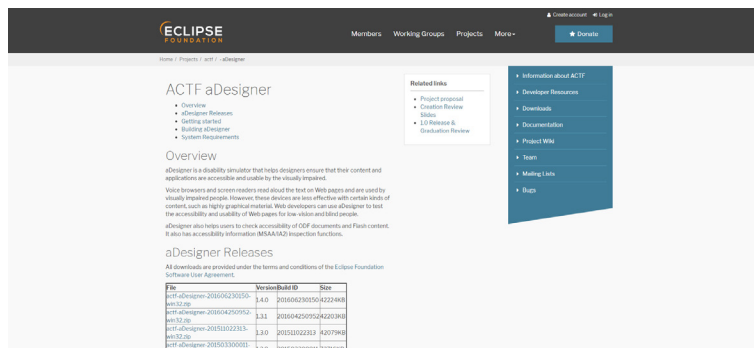 Create account Log in
ECLIPSE
FOUNDATION
Members Working Groups Projects More
Donate
Home / Projects / actf / - aDesigner
ACTF aDesigner
Overview
aDesigner Releases
Getting started
Building aDesigner
System Requirements
Related links
Project proposal
Creation Review
Slides
1.0 Release &
Graduation Review
Information about ACTF
Developer Resources
Downloads
Documentation
Project Wiki
Team
Mailing Lists
Bugs
Overview
aDesigner is a disability simulator that helps designers ensure that their content and
applications are accessible and usable by the visually impaired.
Voice browsers and screen readers read aloud the text on Web pages and are used by
visually impaired people. However, these devices are less effective with certain kinds of
content, such as highly graphical material. Web developers can use aDesigner to test
the accessibility and usability of Web pages for low-vision and blind people.
aDesigner also helps users to check accessibility of ODF documents and Flash content.
It also has accessibility information (MSAA/IA2) inspection functions.
aDesigner Releases
All downloads are provided under the terms and conditions of the Eclipse Foundation
Software User Agreement.
File Version Build ID Size
actf-aDesigner-201606230150-
win32.zip 1.4.0 201606230150 42224KB
actf-aDesigner-201604250952-
win32.zip 1.3.1 201604250952 42203KB
actf-aDesigner-201511022313-
win32.zip 1.3.0 201511022313 42079KB
actf-aDesigner-201503300011-